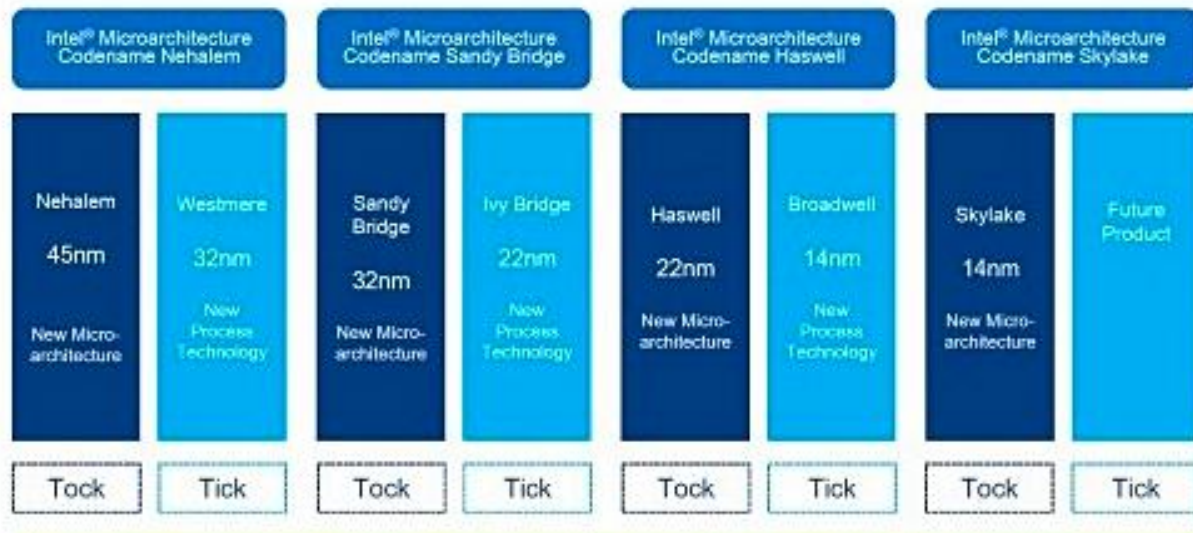 Intel® Microarchitecture
Codename Nehalem
Intel® Microarchitecture
Codename Sandy Bridge
Intel® Microarchitecture
Codename Haswell
Intel® Microarchitecture
Codename Skylake
Nehalem
45nm
New Micro-
architecture
Westmere
32nm
New
Process
Technology
Sandy
Bridge
32nm
New Micro-
architecture
Ivy Bridge
22nm
New
Process
Technology
Haswell
22nm
New Micro-
architecture
Broadwell
14nm
New
Process
Technology
Skylake
14nm
New Micro-
architecture
Future
Product
Tock
Tick
Tock
Tick
Tock
Tick
Tock
Tick